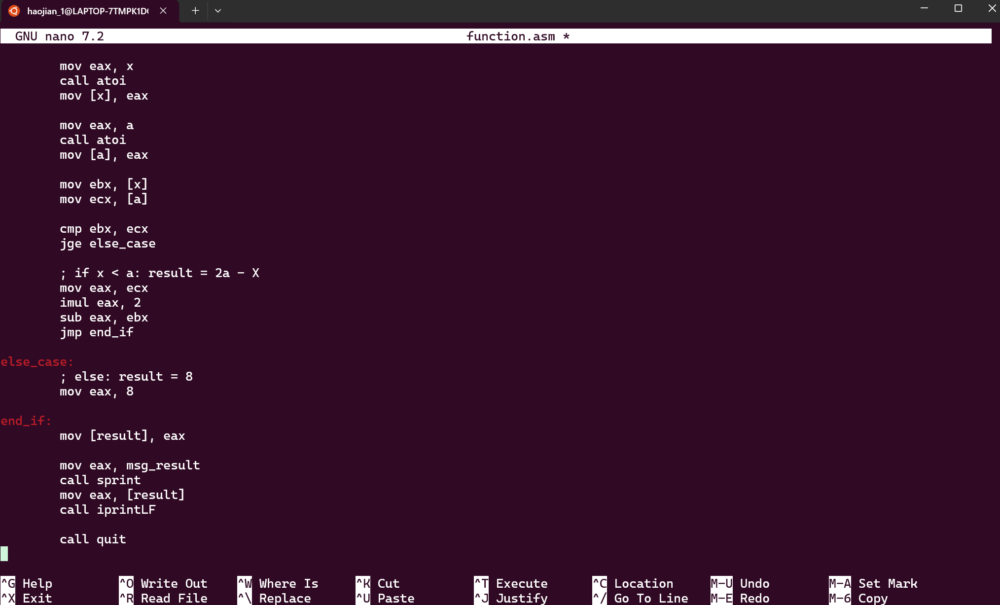 haojian_1@LAPTOP-7TMPK1D
GNU nano 7.2 function.asm *
mov eax, x
call atoi
mov [x], eax
mov eax, a
call atoi
mov [a], eax
mov ebx, [x]
mov ecx, [a]
cmp ebx, ecx
jge else_case
; if x < a: result = 2a - X
mov eax, ecx
imul eax, 2
sub eax, ebx
jmp end_if
else_case:
; else: result = 8
mov eax, 8
end_if:
mov [result], eax
mov eax, msg_result
call sprint
mov eax, [result]
call iprintLF
call quit
^G Help ^O Write Out ^W Where Is ^K Cut ^T Execute ^C Location M-U Undo M-A Set Mark
^X Exit ^R Read File ^\ Replace ^U Paste ^J Justify ^/ Go To Line M-E Redo M-6 Copy